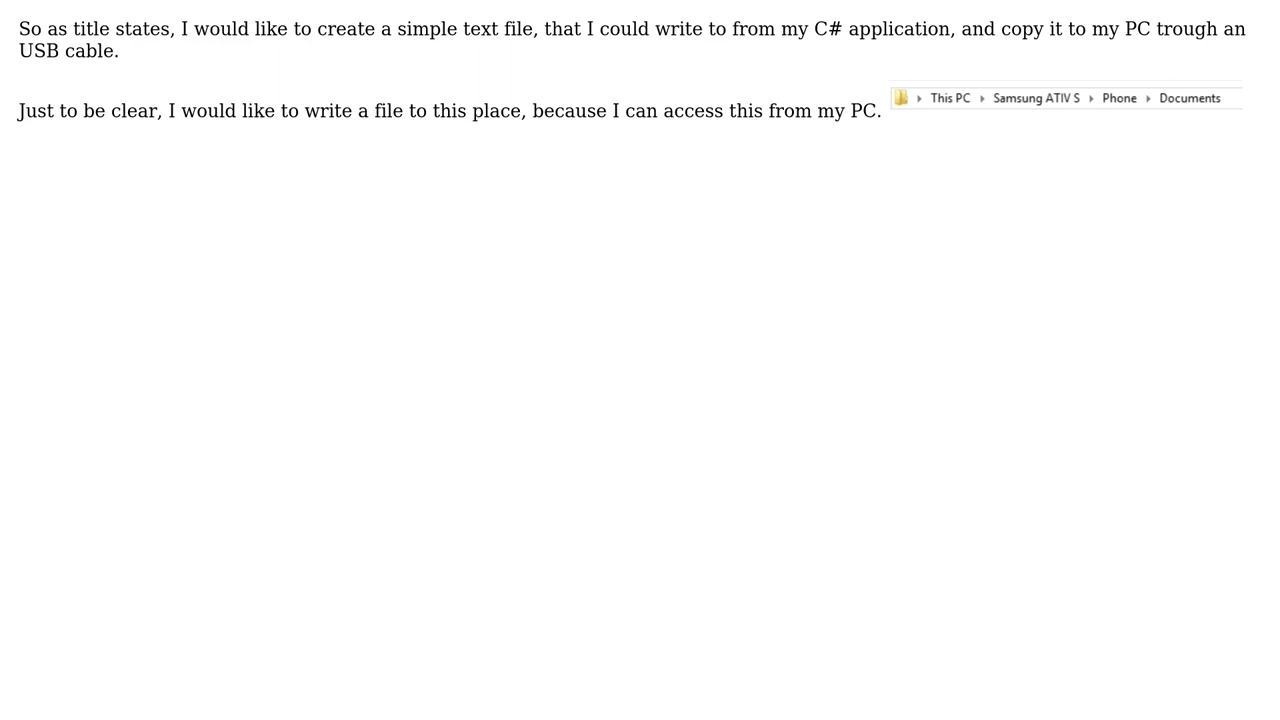 So as title states, I would like to create a simple text file, that I could write to from my C# application, and copy it to my PC trough an
USB cable.
Just to be clear, I would like to write a file to this place, because I can access this from my PC. This PC Samsung ATIV S Phone Documents